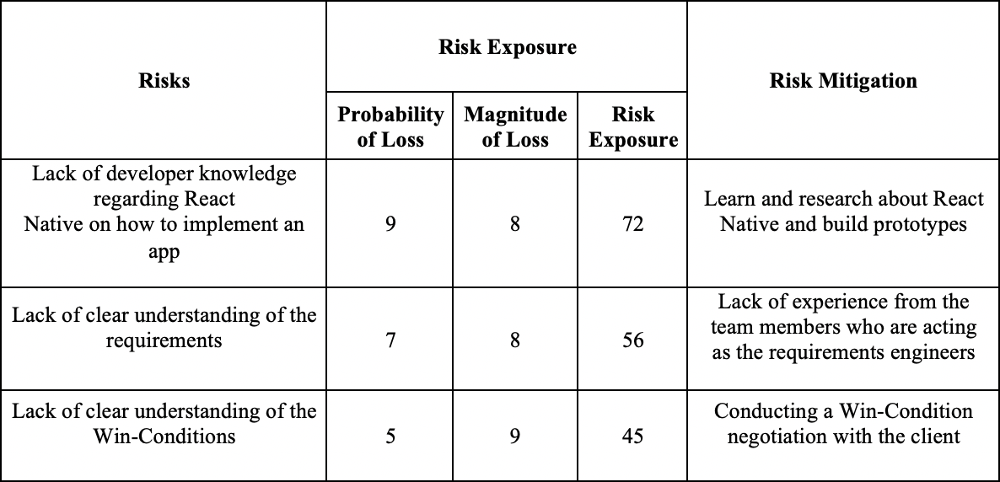 Risks
Risk Exposure
Risk Mitigation
Probability
of Loss
Magnitude
of Loss
Risk
Exposure
Lack of developer knowledge
regarding React
Native on how to implement an
app
9
8
72
Learn and research about React
Native and build prototypes
Lack of clear understanding of the
requirements
7
8
56
Lack of experience from the
team members who are acting
as the requirements engineers
Lack of clear understanding of the
Win-Conditions
5
9
45
Conducting a Win-Condition
negotiation with the client